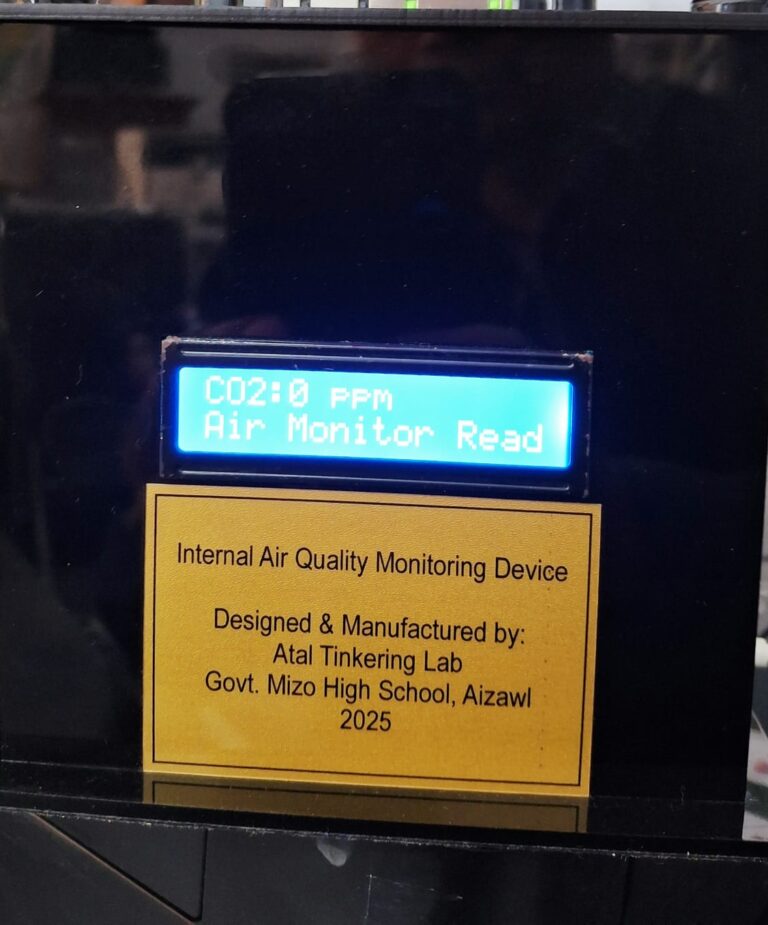 CO2:0 ppm
Air Monitor Read
Internal Air Quality Monitoring Device
Designed & Manufactured by:
Atal Tinkering Lab
Govt. Mizo High School, Aizawl
2025